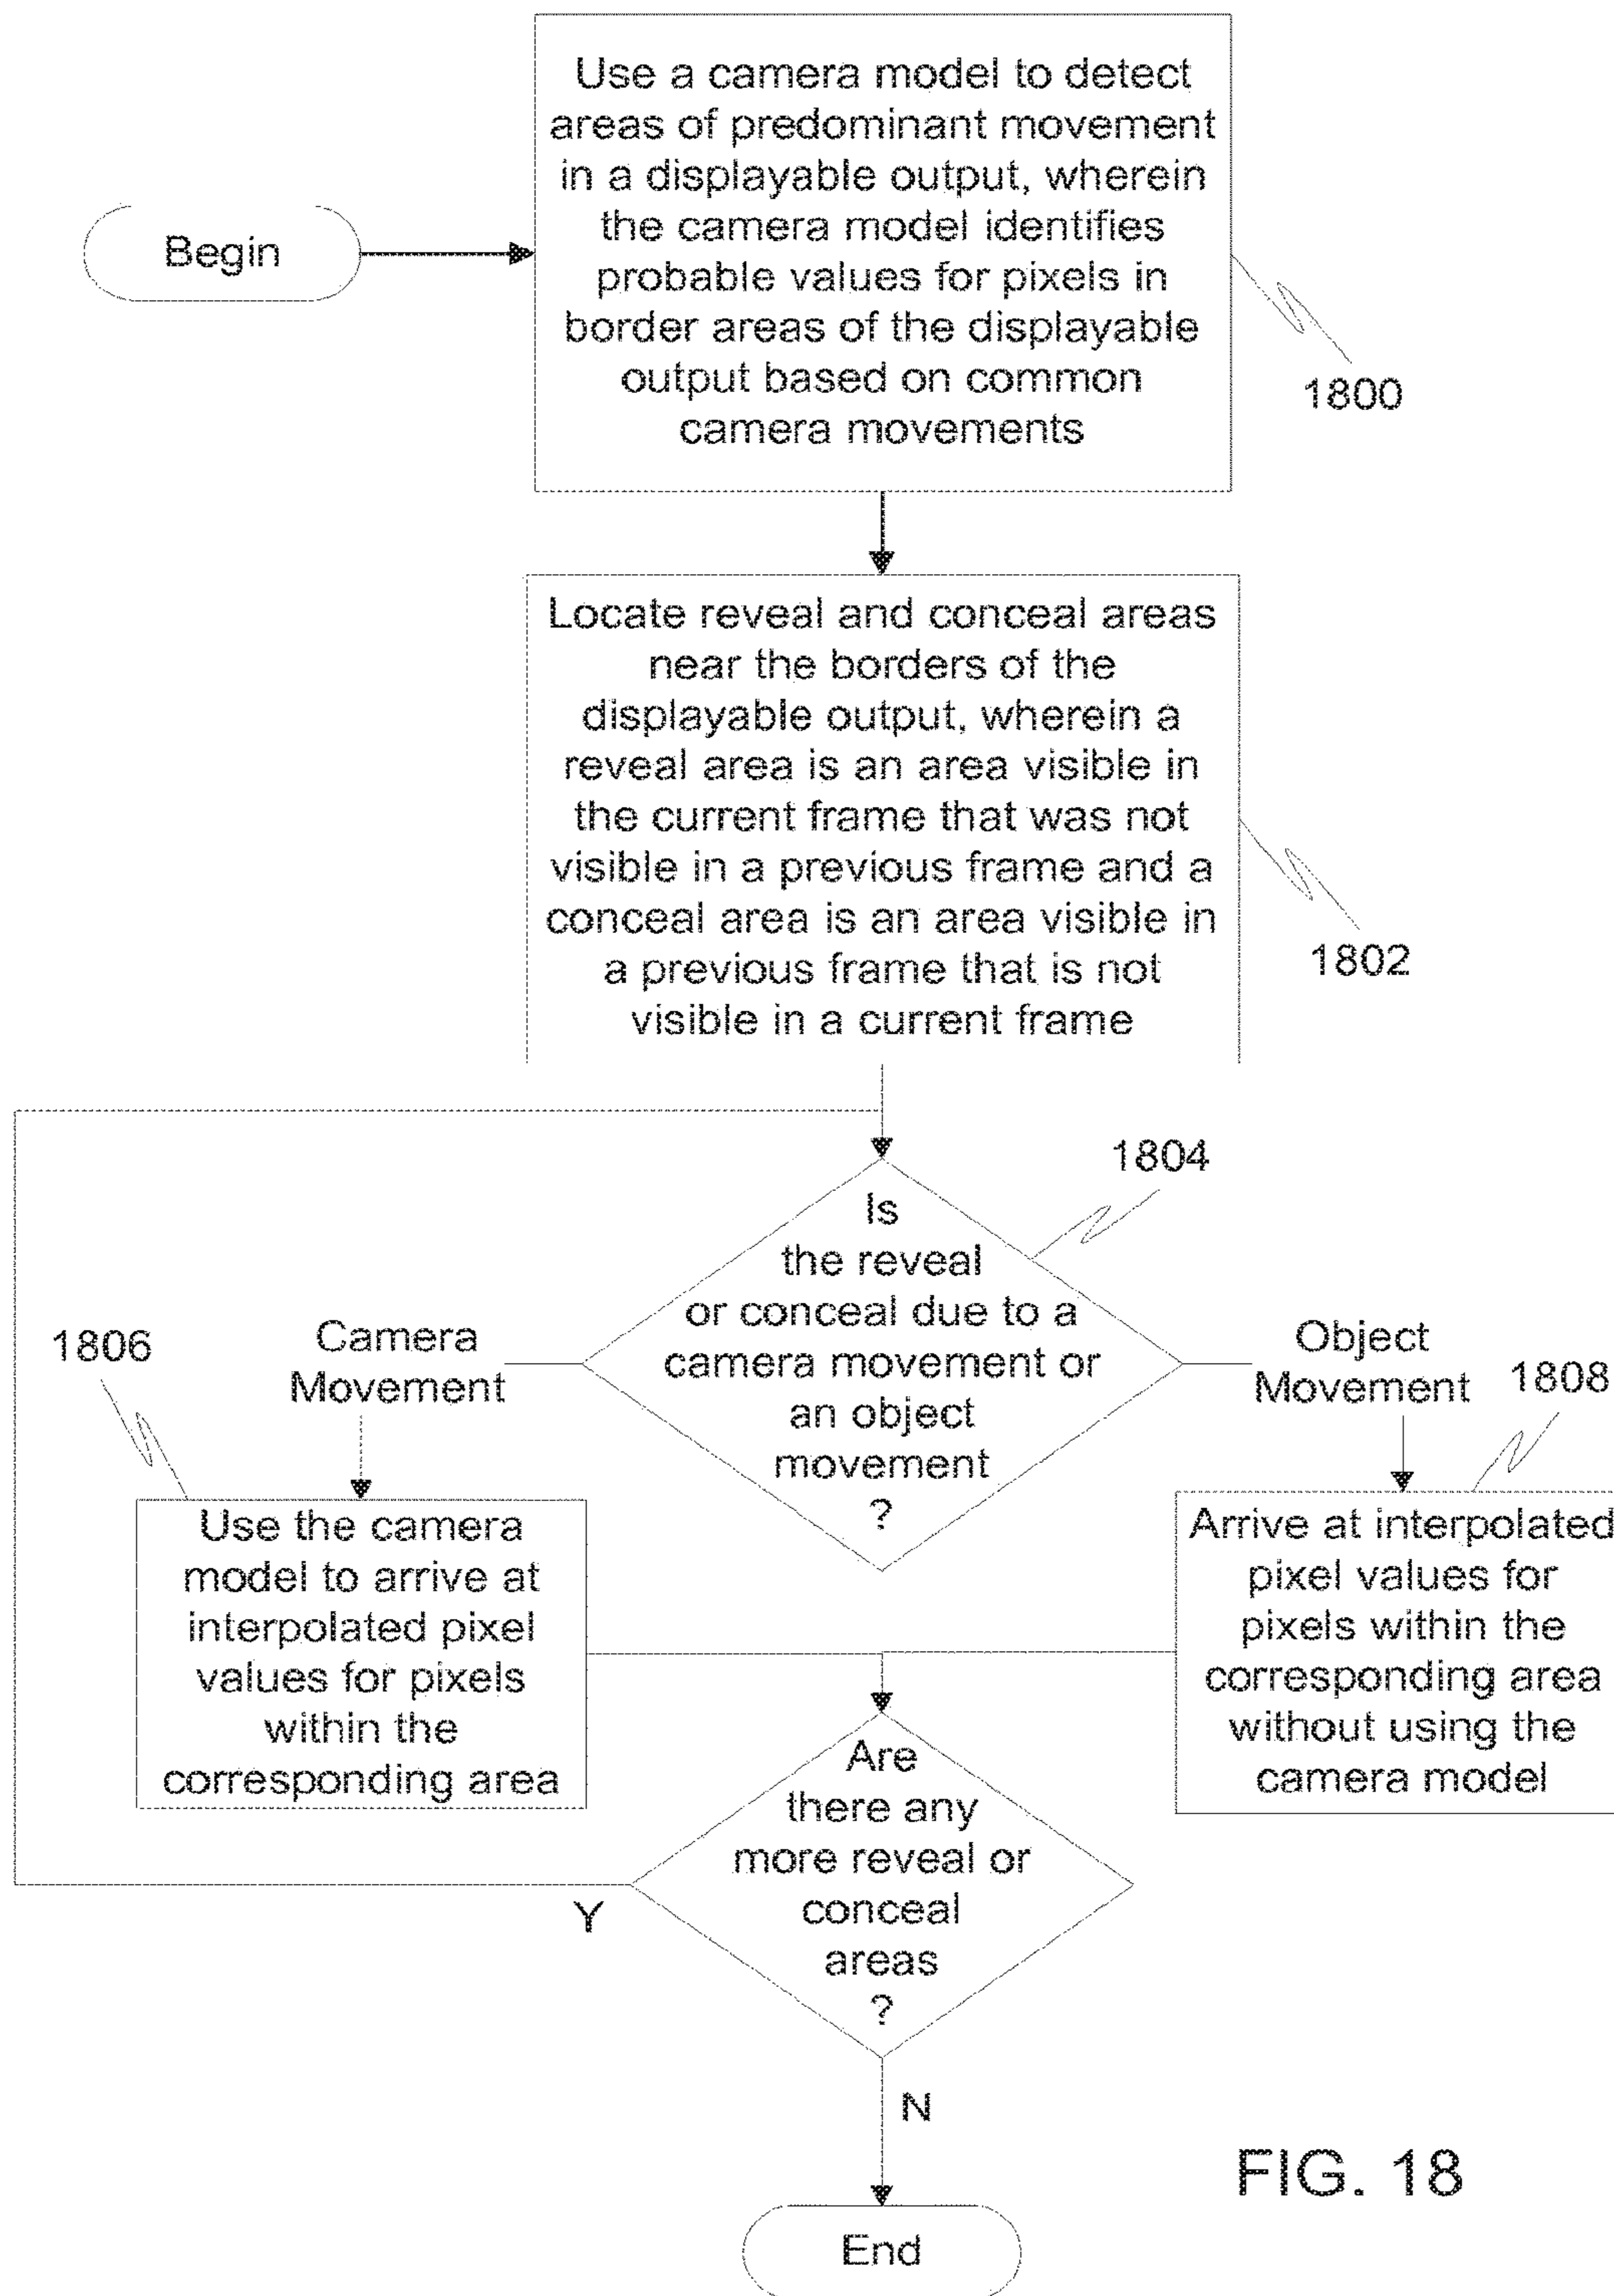 Use a camera model to detect
areas of predominant movement
in a displayable output, wherein
the camera model identifies
probable values for pixels in
border areas of the displayable
output based on common
camera movements
Begin
1800
Locate reveal and conceal areas
near the borders of the
displayable output, wherein a
reveal area is an area visible in
the current frame that was not
visible in a previous frame and a
conceal area is an area visible in
a previous frame that is not
visible in a current frame
1802
1804
Is
the reveal
or conceal due to a
camera movement or
an object
movement
?
Camera
Movement
Object
Movement
1806
1808
Use the camera
model to arrive at
interpolated pixel
values for pixels
within the
corresponding area
Arrive at interpolated
pixel values for
pixels within the
corresponding area
without using the
camera model
Are
there any
more reveal or
conceal
areas
?
Y
N
End
FIG. 18